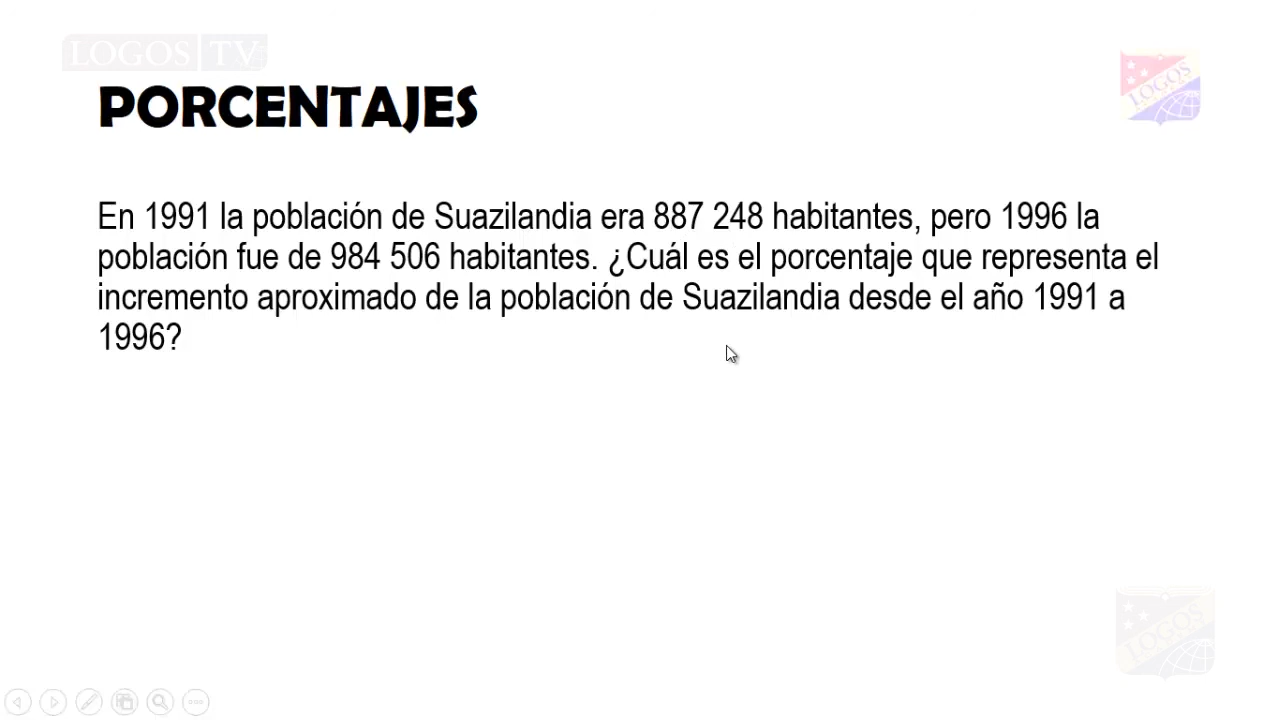 LOGOS TV
LOGOS
PORCENTAJES
En 1991 la población de Suazilandia era 887 248 habitantes, pero 1996 la
población fue de 984 506 habitantes. ¿Cuál es el porcentaje que representa el
incremento aproximado de la población de Suazilandia desde el año 1991 a
1996?
LOGOS